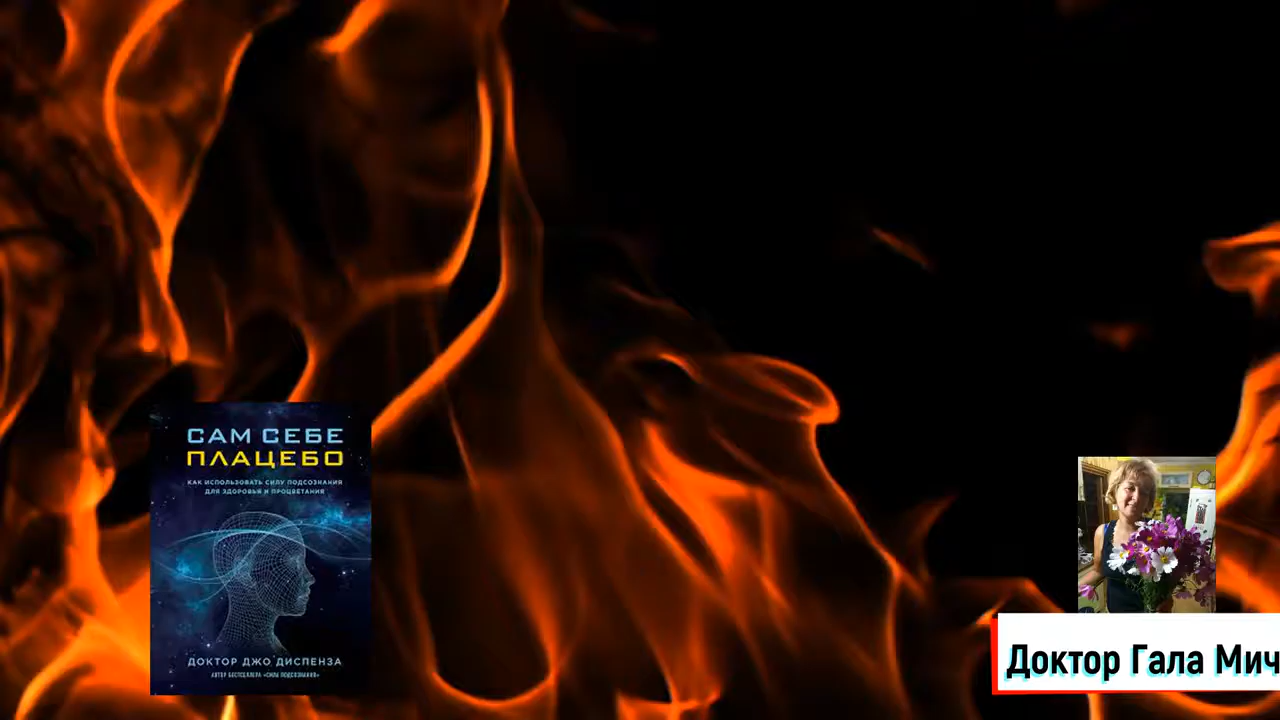 САМ СЕБЕ
ПЛАЦЕБО
КАК ИСПОЛЬЗОВАТЬ СИЛУ ПОДСОЗНАНИЯ
ДЛЯ ЗДОРОВЬЯ И ПРОЦВЕТАНИЯ
ДОКТОР ДЖО ДИСПЕНЗА
АВТОР БЕСТСЕЛЛЕРА «СИЛА ПОДСОЗНАНИЯ»
Доктор Гала Мич